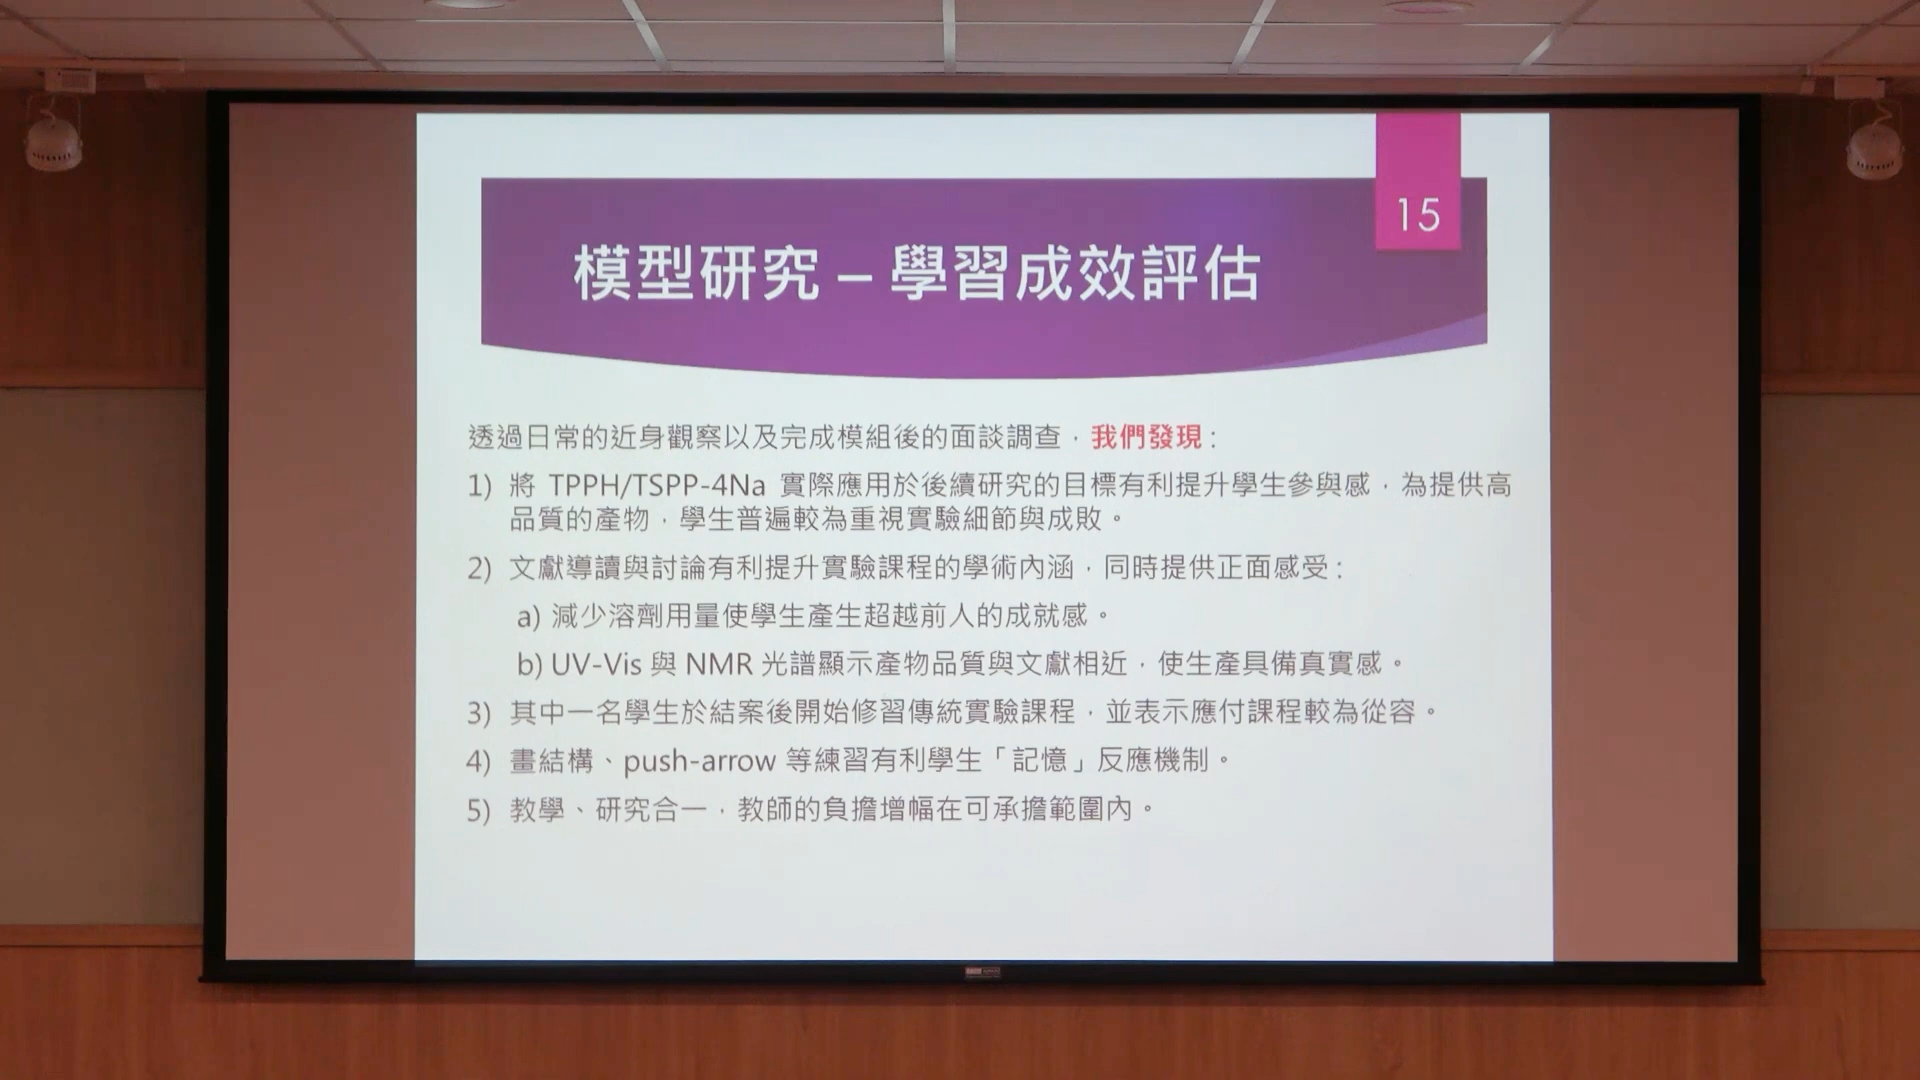 15
模型研究 – 學習成效評估
透過日常的近身觀察以及完成模組後的面談調查，我們發現：
1) 將 TPPH/TSPP-4Na 實際應用於後續研究的目標有利提升學生參與感，為提供高
品質的產物，學生普遍較為重視實驗細節與成敗。
2) 文獻導讀與討論有利提升實驗課程的學術內涵，同時提供正面感受：
a) 減少溶劑用量使學生產生超越前人的成就感。
b) UV-Vis 與 NMR 光譜顯示產物品質與文獻相近，使生產具備真實感。
3) 其中一名學生於結案後開始修習傳統實驗課程，並表示應付課程較為從容。
4) 畫結構、push-arrow 等練習有利學生「記憶」反應機制。
5) 教學、研究合一，教師的負擔增幅在可承擔範圍內。